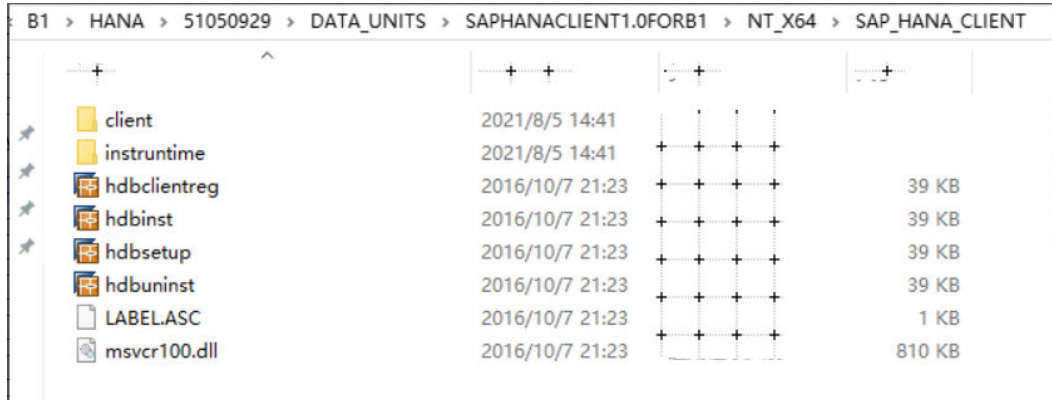 B1 > HANA > 51050929 > DATA_UNITS > SAPHANACLIENT1.0FORB1 > NT_X64 > SAP_HANA_CLIENT
client 2021/8/5 14:41
instruntime 2021/8/5 14:41
hdbclientreg 2016/10/7 21:23 39 KB
hdbinst 2016/10/7 21:23 39 KB
hdbsetup 2016/10/7 21:23 39 KB
hdbuninst 2016/10/7 21:23 39 KB
LABEL.ASC 2016/10/7 21:23 1 KB
msvcr100.dll 2016/10/7 21:23 810 KB